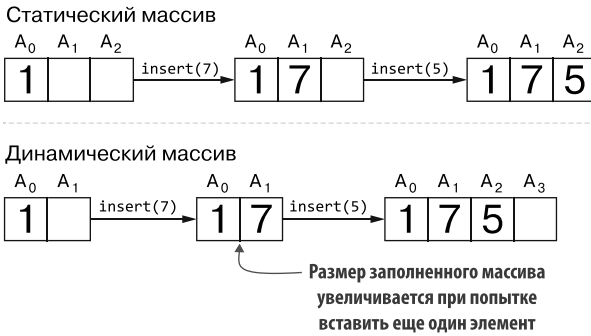 Статический массив
A0 A1 A2 A0 A1 A2 A0 A1 A2
1 insert(7) 1 7 insert(5) 1 7 5
Динамический массив
A0 A1 A0 A1 A0 A1 A2 A3
1 insert(7) 1 7 insert(5) 1 7 5
Размер заполненного массива
увеличивается при попытке
вставить еще один элемент